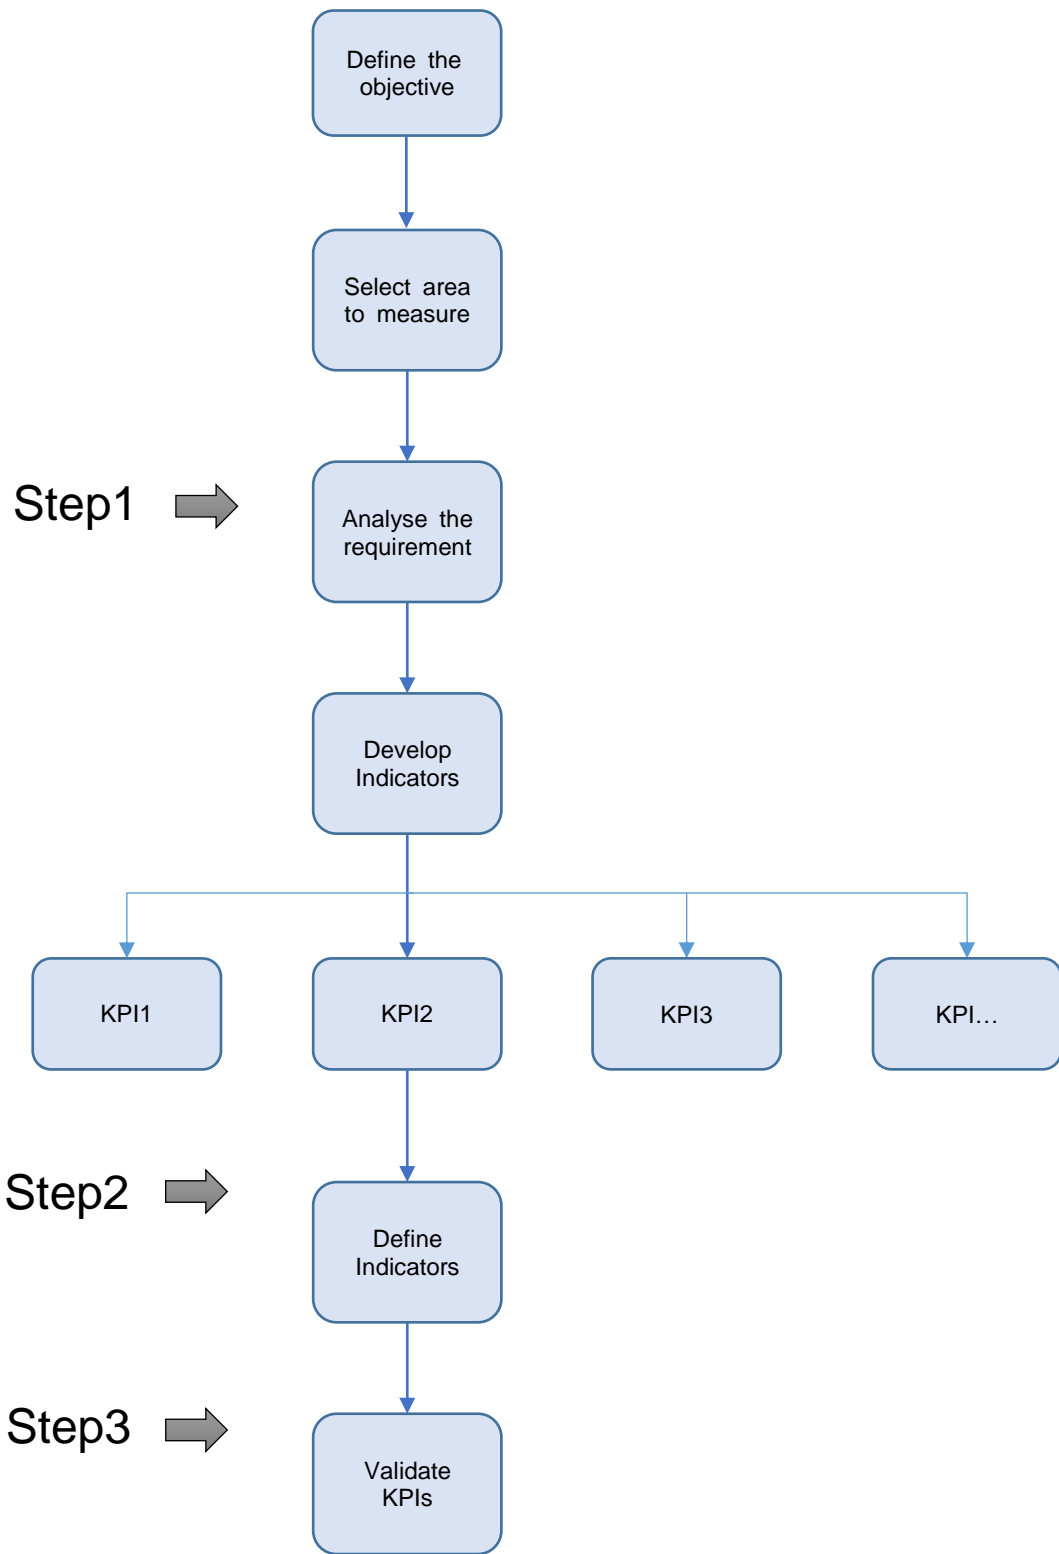 Define the
objective
Select area
to measure
Step1
Analyse the
requirement
Develop
Indicators
KPI1
KPI2
KPI3
KPI…
Step2
Define
Indicators
Step3
Validate
KPIs